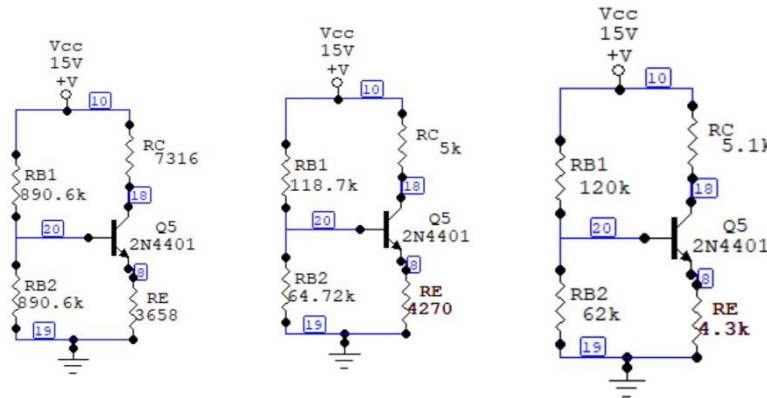 Vcc
15V
+V
10
RC
7316
RB1
890.6k
18
20
Q5
2N4401
8
RB2
890.6k
RE
3658
19
Vcc
15V
+V
10
RC
5k
RB1
118.7k
18
20
Q5
2N4401
8
RB2
64.72k
RE
4270
19
Vcc
15V
+V
10
RC
5.1k
RB1
120k
18
20
Q5
2N4401
8
RB2
62k
RE
4.3k
19